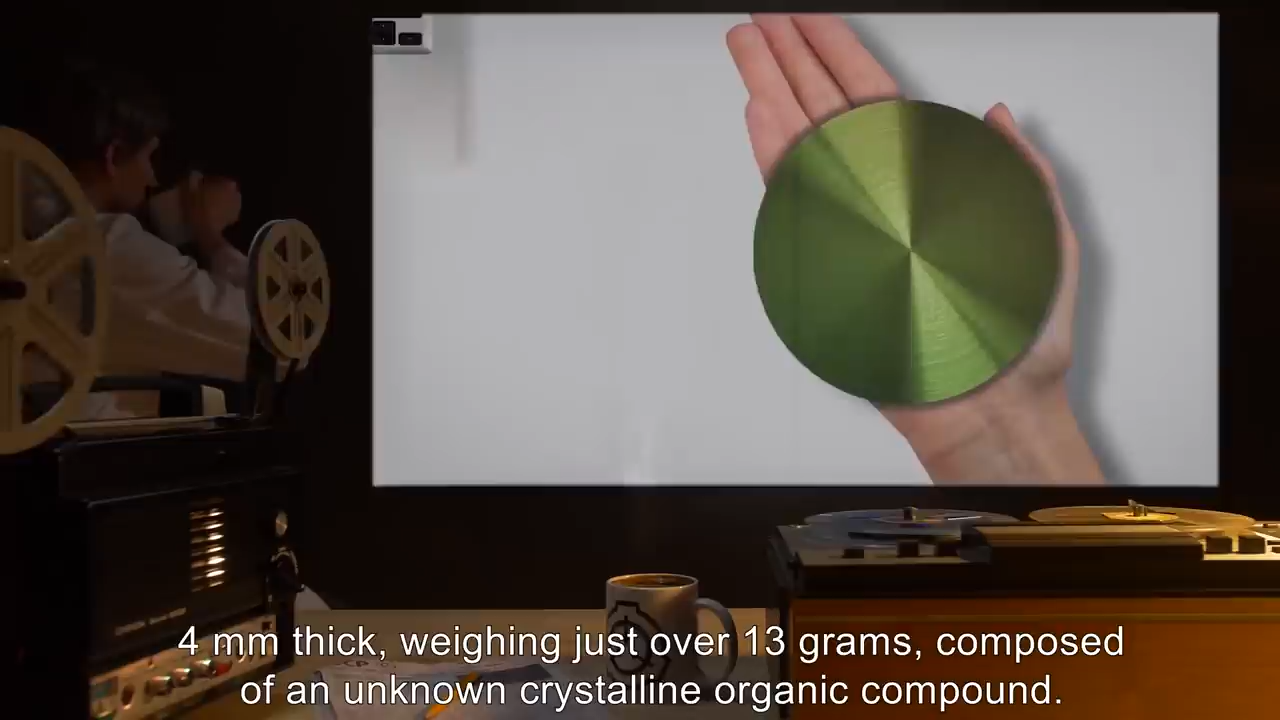 4 mm thick, weighing just over 13 grams, composed
of an unknown crystalline organic compound.